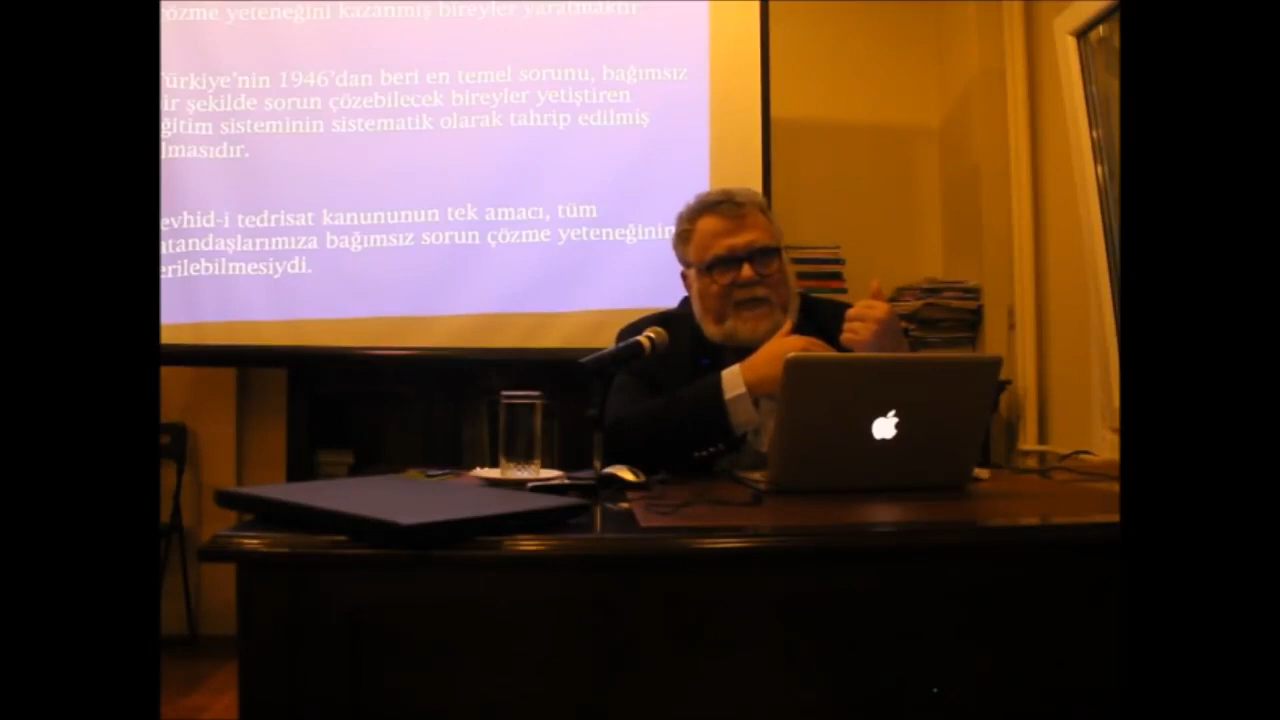 çözme yeteneğini kazanmış bireyler yaratmaktır
Türkiye'nin 1946'dan beri en temel sorunu, bağımsız
ir şekilde sorun çözebilecek bireyler yetiştiren
ğitim sisteminin sistematik olarak tahrip edilmiş
lmasıdır.
evhid-i tedrisat kanununun tek amacı, tüm
atandaşlarımıza bağımsız sorun çözme yeteneğinin
erilebilmesiydi.